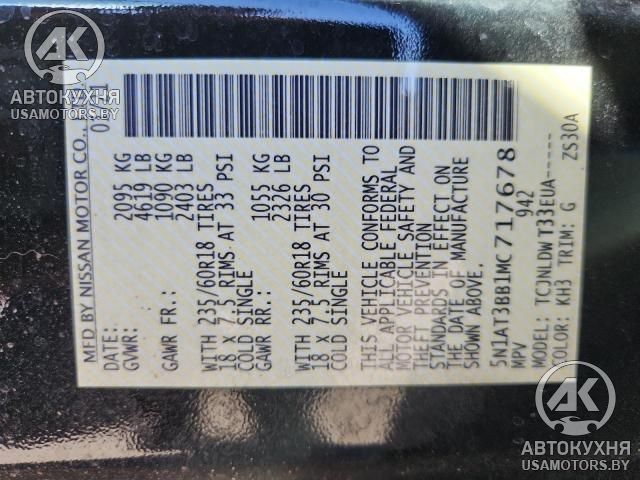 MFD BY NISSAN MOTOR CO.,
DATE:
GVWR: 2095 KG
4619 LB
GAWR FR.: 1090 KG
2403 LB
WITH 235/60R18 TIRES
18 x 7.5 RIMS AT 33 PSI
COLD SINGLE
GAWR RR.: 1055 KG
2326 LB
WITH 235/60R18 TIRES
18 x 7.5 RIMS AT 30 PSI
COLD SINGLE
THIS VEHICLE CONFORMS TO
ALL APPLICABLE FEDERAL
MOTOR VEHICLE SAFETY AND
THEFT PREVENTION
STANDARDS IN EFFECT ON
THE DATE OF MANUFACTURE
SHOWN ABOVE.
5N1AT3BB1MC717678
MPV 942
MODEL: TCJNLDW T33EUA-----
COLOR: KH3 TRIM: G ZS30A
АК
АВТОКУХНЯ
USAMOTORS.BY
АК
АВТОКУХНЯ
USAMOTORS.BY